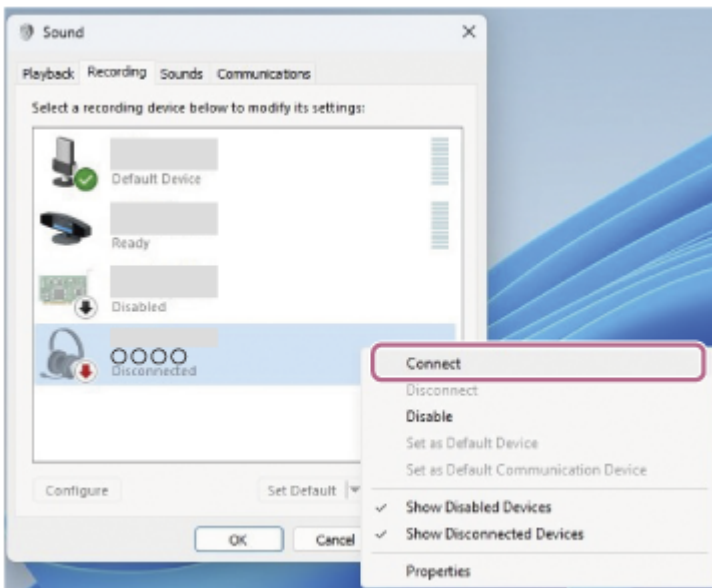 Sound
Playback Recording Sounds Communications
Select a recording device below to modify its settings:
Default Device
Ready
Disabled
○○○○
Disconnected
Connect
Disconnect
Disable
Set as Default Device
Set as Default Communication Device
Show Disabled Devices
Show Disconnected Devices
Properties
Configure
Set Default
OK
Cancel